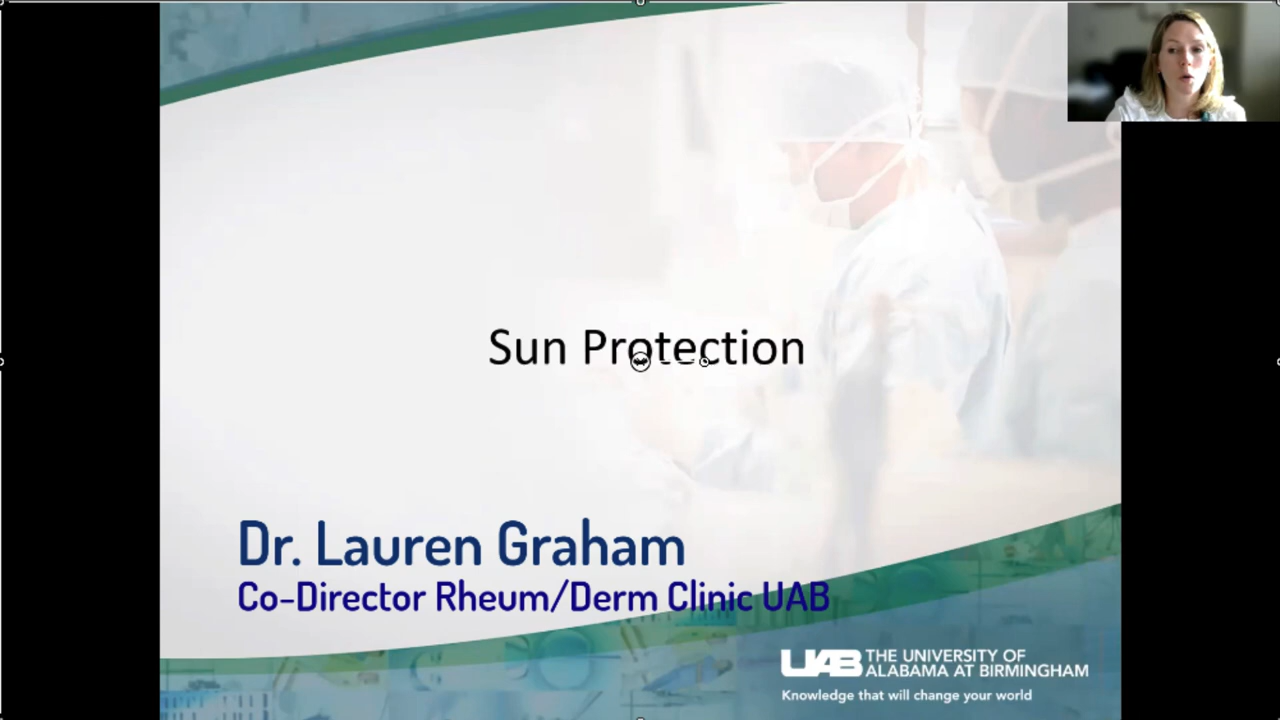 Sun Protection
Dr. Lauren Graham
Co-Director Rheum/Derm Clinic UAB
UAB THE UNIVERSITY OF
ALABAMA AT BIRMINGHAM
Knowledge that will change your world